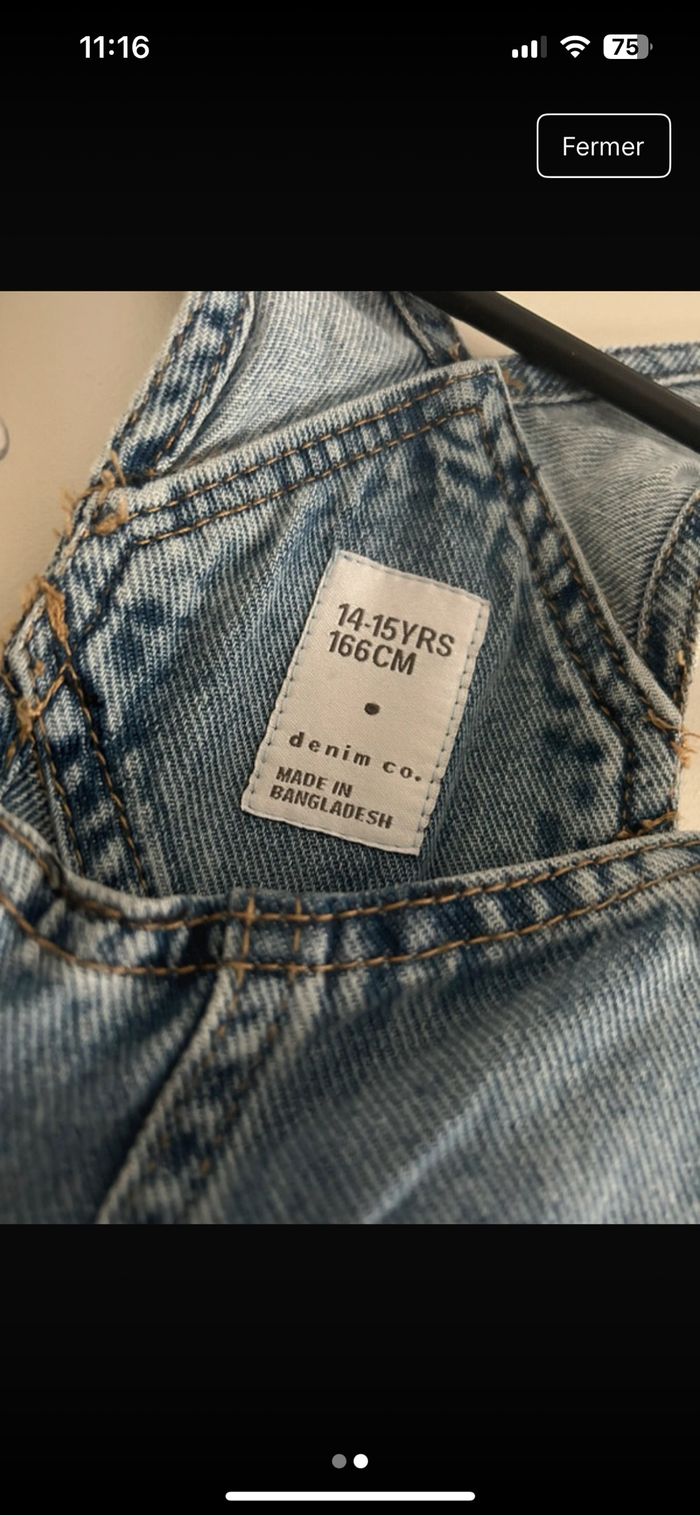 11:16
75
Fermer
14-15YRS
166CM
denim co.
MADE IN
BANGLADESH